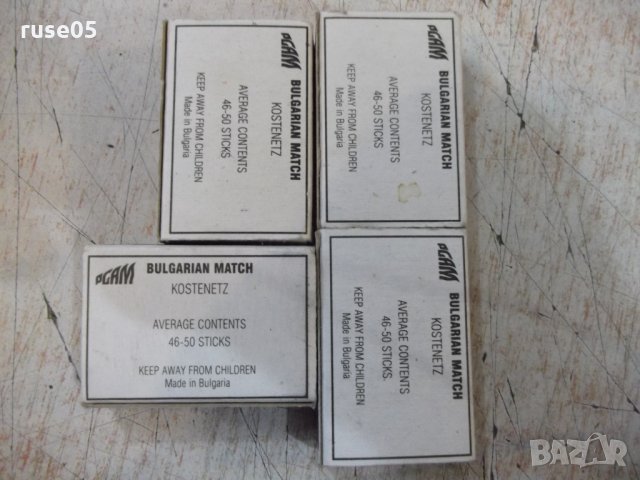 ruse05
BULGARIAN MATCH
KOSTENETZ
AVERAGE CONTENTS
46-50 STICKS
KEEP AWAY FROM CHILDREN
Made in Bulgaria
BULGARIAN MATCH
KOSTENETZ
AVERAGE CONTENTS
46-50 STICKS
KEEP AWAY FROM CHILDREN
Made in Bulgaria
BULGARIAN MATCH
KOSTENETZ
AVERAGE CONTENTS
46-50 STICKS
KEEP AWAY FROM CHILDREN
Made in Bulgaria
BULGARIAN MATCH
KOSTENETZ
AVERAGE CONTENTS
46-50 STICKS
KEEP AWAY FROM CHILDREN
Made in Bulgaria
BAZAR